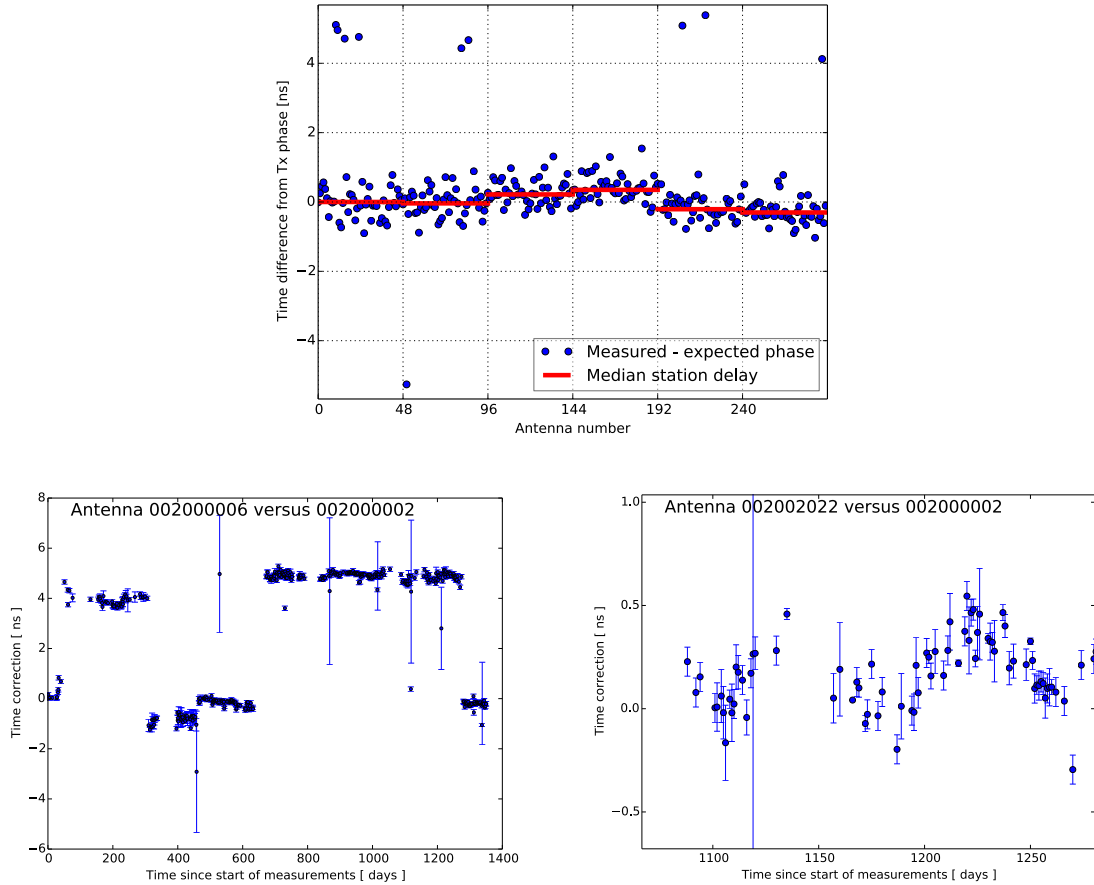 4
2
0
−2
−4
Time difference from Tx phase [ns]
Measured - expected phase
Median station delay
0 48 96 144 192 240
Antenna number
8
6
4
2
0
−2
−4
−6
Time correction [ ns ]
Antenna 002000006 versus 002000002
0 200 400 600 800 1000 1200 1400
Time since start of measurements [ days ]
1.0
0.5
0.0
−0.5
Time correction [ ns ]
Antenna 002002022 versus 002000002
1100 1150 1200 1250
Time since start of measurements [ days ]